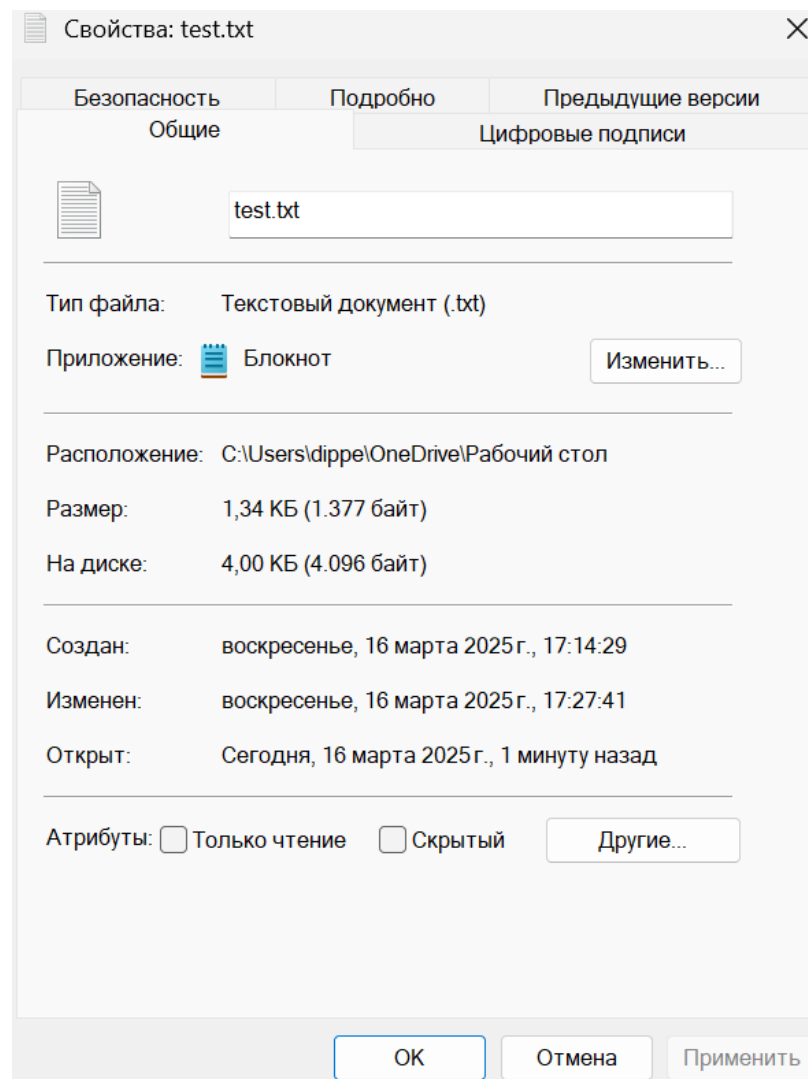 Свойства: test.txt
Безопасность Подробно Предыдущие версии
Общие Цифровые подписи
test.txt
Тип файла: Текстовый документ (.txt)
Приложение: Блокнот Изменить...
Расположение: C:\Users\dippe\OneDrive\Рабочий стол
Размер: 1,34 КБ (1.377 байт)
На диске: 4,00 КБ (4.096 байт)
Создан: воскресенье, 16 марта 2025 г., 17:14:29
Изменен: воскресенье, 16 марта 2025 г., 17:27:41
Открыт: Сегодня, 16 марта 2025 г., 1 минуту назад
Атрибуты: Только чтение Скрытый Другие...
ОК Отмена Применить